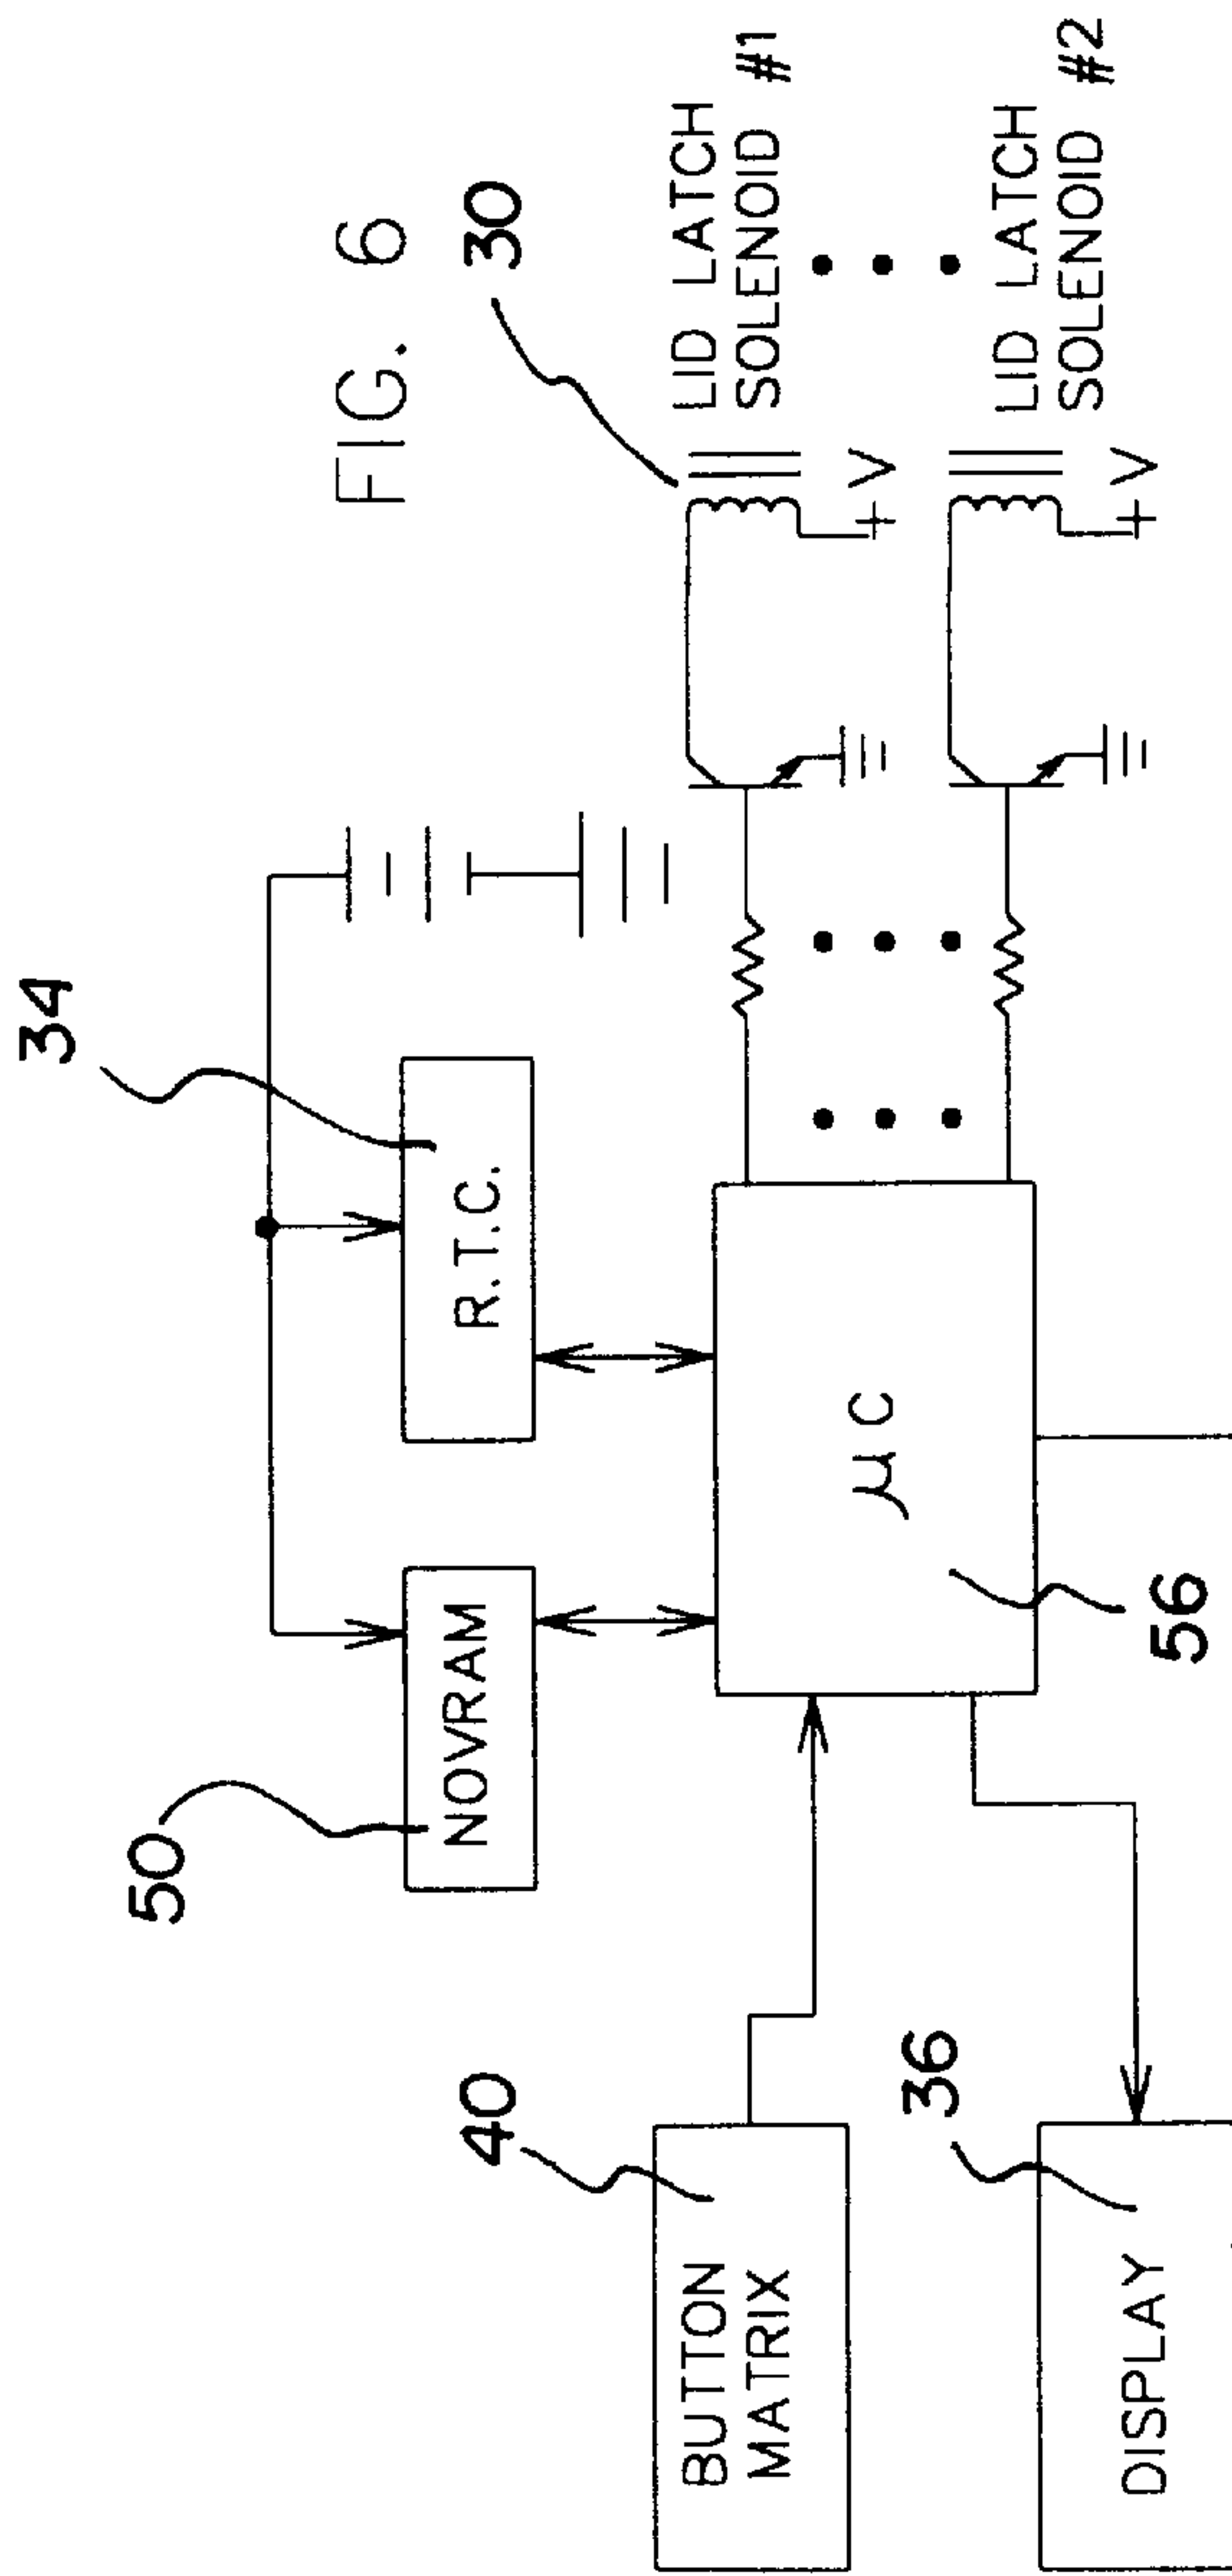 FIG. 6
34
50
NOVRAM
R.T.C.
30
40
BUTTON
MATRIX
μC
LID LATCH
SOLENOID #1
+V
36
56
DISPLAY
LID LATCH
SOLENOID #2
+V